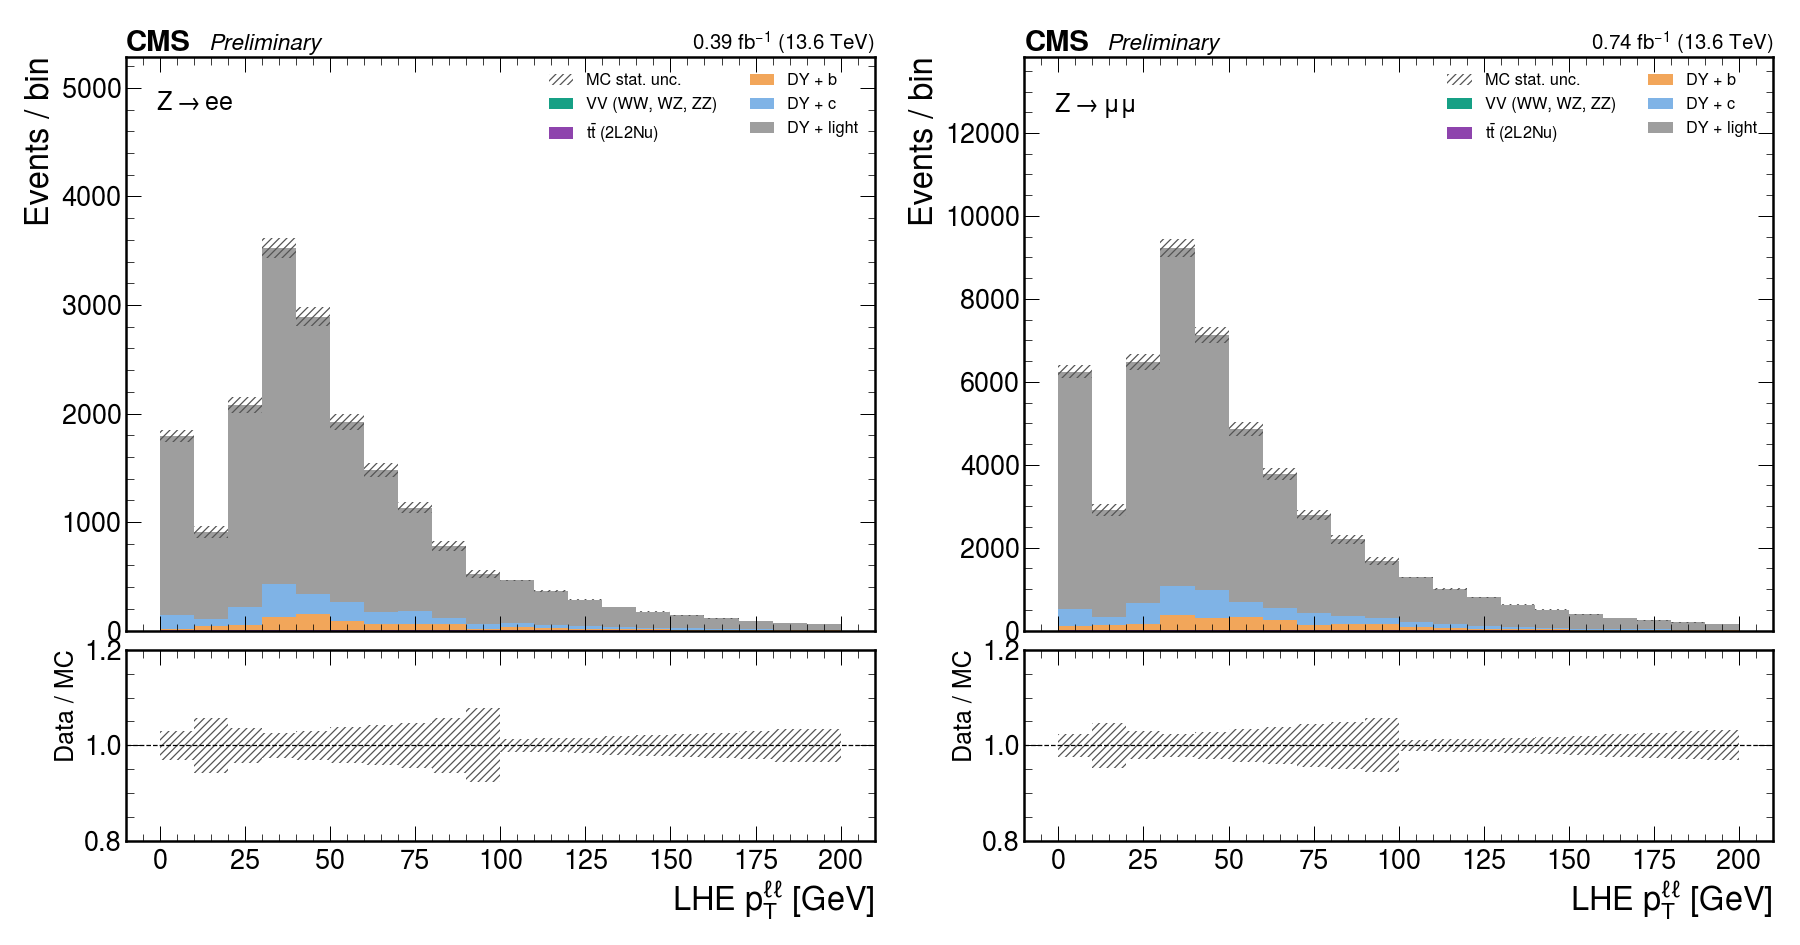 CMS Preliminary 0.39 fb⁻¹ (13.6 TeV)
Events / bin
Z → ee
MC stat. unc.
VV (WW, WZ, ZZ)
tt̄ (2L2Nu)
DY + b
DY + c
DY + light
5000
4000
3000
2000
1000
0
Data / MC
1.2
1.0
0.8
0 25 50 75 100 125 150 175 200
LHE p_T^ℓℓ [GeV]
CMS Preliminary 0.74 fb⁻¹ (13.6 TeV)
Events / bin
Z → μμ
MC stat. unc.
VV (WW, WZ, ZZ)
tt̄ (2L2Nu)
DY + b
DY + c
DY + light
12000
10000
8000
6000
4000
2000
0
Data / MC
1.2
1.0
0.8
0 25 50 75 100 125 150 175 200
LHE p_T^ℓℓ [GeV]